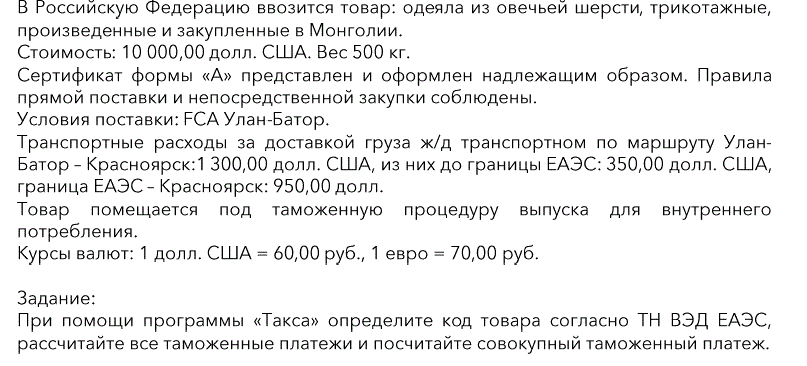 В Российскую Федерацию ввозится товар: одеяла из овечьей шерсти, трикотажные,
произведенные и закупленные в Монголии.
Стоимость: 10 000,00 долл. США. Вес 500 кг.
Сертификат формы «А» представлен и оформлен надлежащим образом. Правила
прямой поставки и непосредственной закупки соблюдены.
Условия поставки: FCA Улан-Батор.
Транспортные расходы за доставкой груза ж/д транспортном по маршруту Улан-
Батор – Красноярск:1 300,00 долл. США, из них до границы ЕАЭС: 350,00 долл. США,
граница ЕАЭС – Красноярск: 950,00 долл.
Товар помещается под таможенную процедуру выпуска для внутреннего
потребления.
Курсы валют: 1 долл. США = 60,00 руб., 1 евро = 70,00 руб.
Задание:
При помощи программы «Такса» определите код товара согласно ТН ВЭД ЕАЭС,
рассчитайте все таможенные платежи и посчитайте совокупный таможенный платеж.